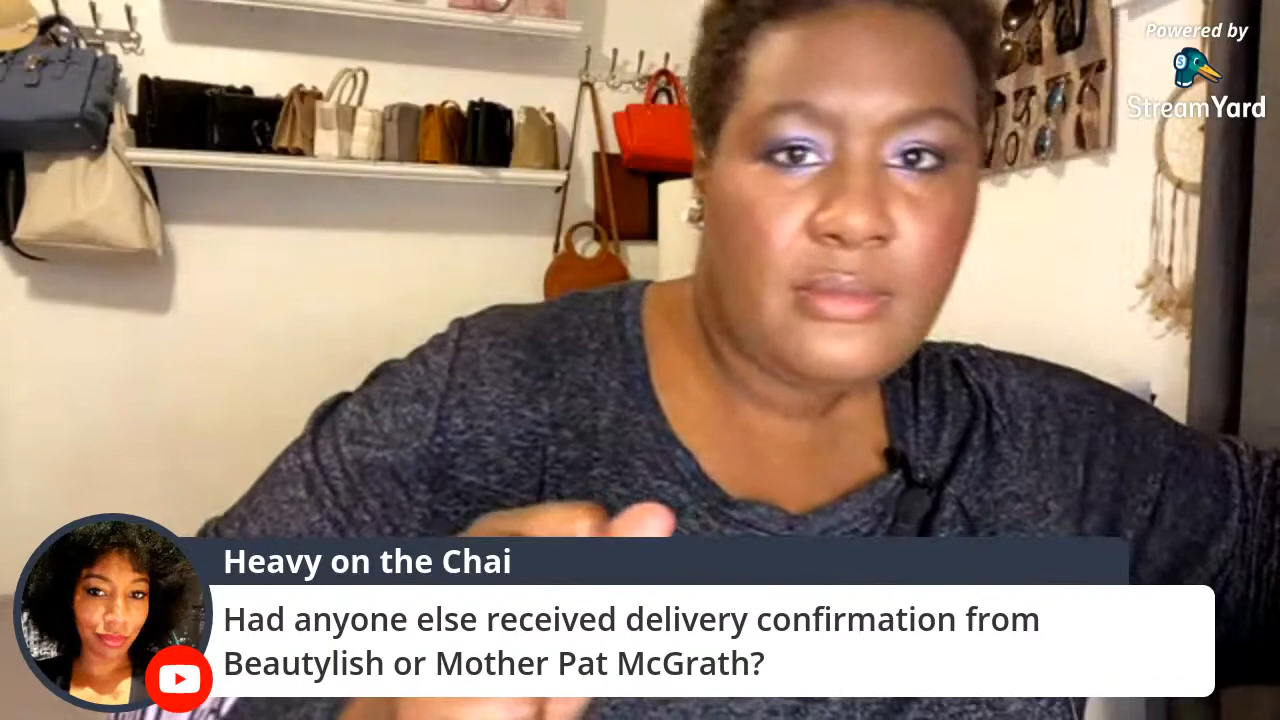 Powered by
StreamYard
Heavy on the Chai
Had anyone else received delivery confirmation from
Beautylish or Mother Pat McGrath?